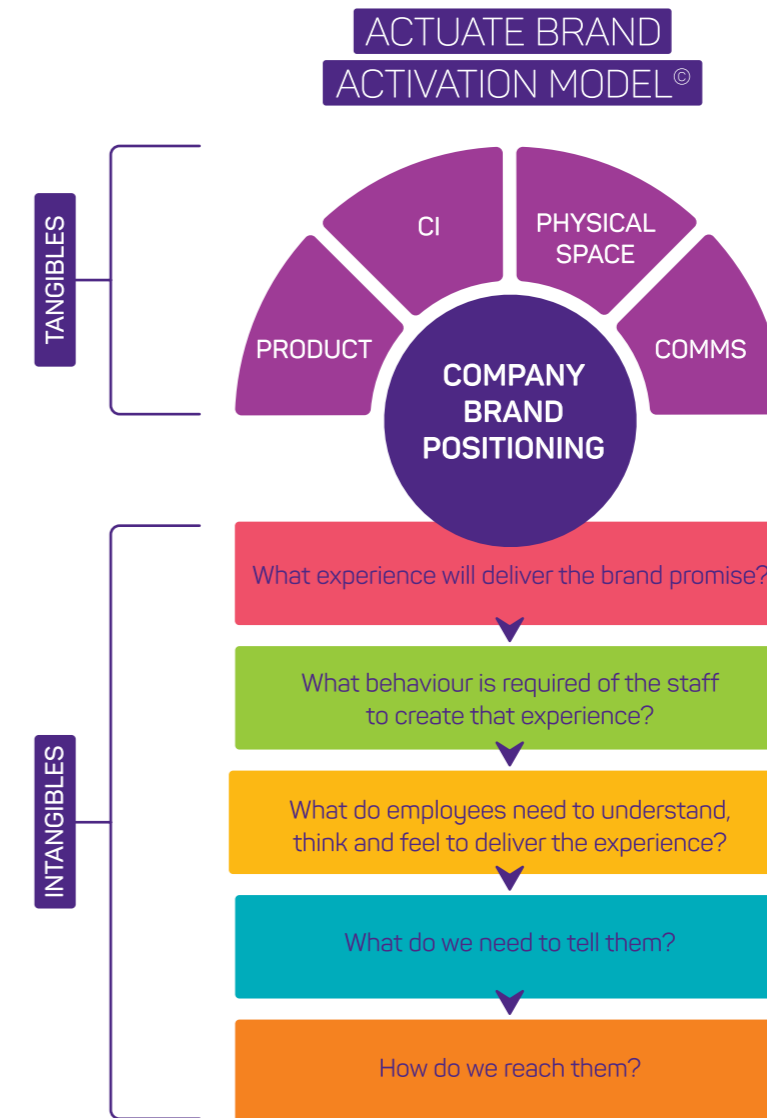 ACTUATE BRAND
ACTIVATION MODEL©
TANGIBLES
PRODUCT
CI
PHYSICAL
SPACE
COMMS
COMPANY
BRAND
POSITIONING
INTANGIBLES
What experience will deliver the brand promise?
What behaviour is required of the staff
to create that experience?
What do employees need to understand,
think and feel to deliver the experience?
What do we need to tell them?
How do we reach them?